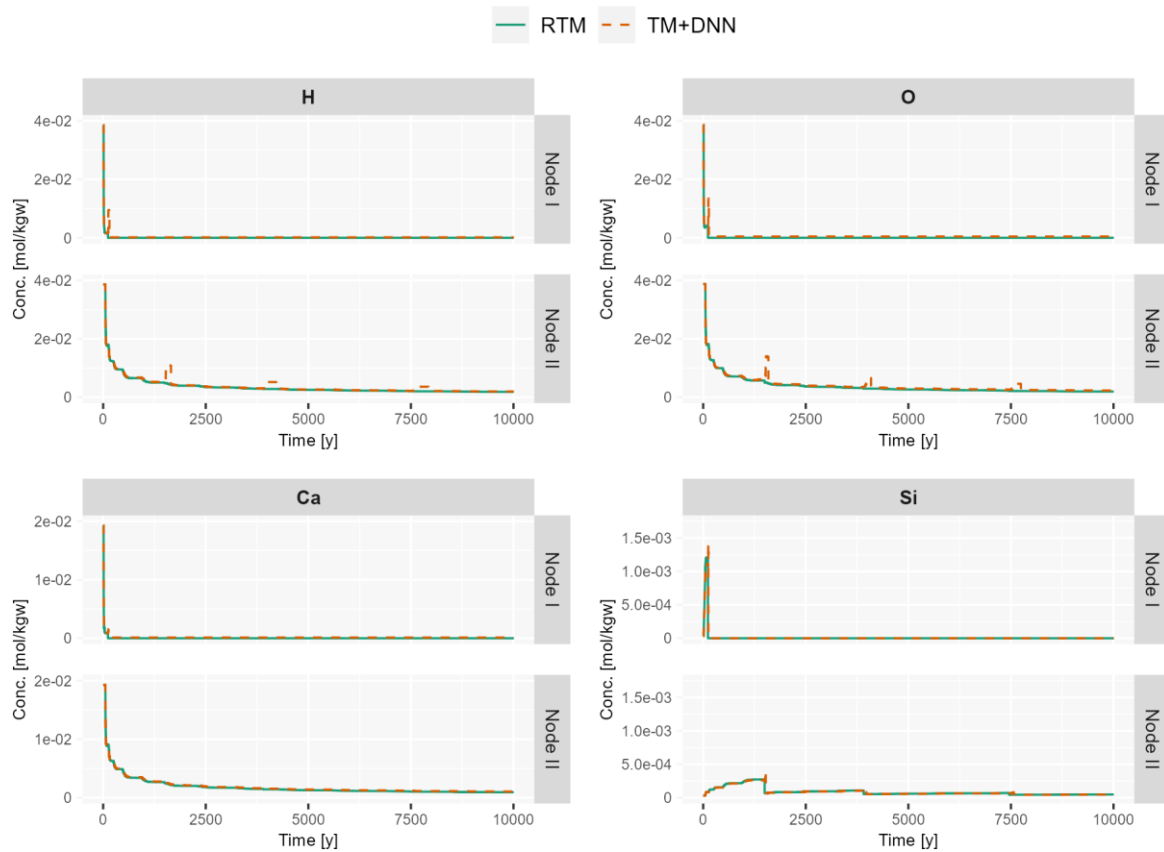 RTM TM+DNN
H
4e-02
2e-02
0
Node I
4e-02
2e-02
0
Node II
Conc. [mol/kgw]
0 2500 5000 7500 10000
Time [y]
O
4e-02
2e-02
0
Node I
4e-02
2e-02
0
Node II
Conc. [mol/kgw]
0 2500 5000 7500 10000
Time [y]
Ca
2e-02
1e-02
0
Node I
2e-02
1e-02
0
Node II
Conc. [mol/kgw]
0 2500 5000 7500 10000
Time [y]
Si
1.5e-03
1.0e-03
5.0e-04
0
Node I
1.5e-03
1.0e-03
5.0e-04
0
Node II
Conc. [mol/kgw]
0 2500 5000 7500 10000
Time [y]